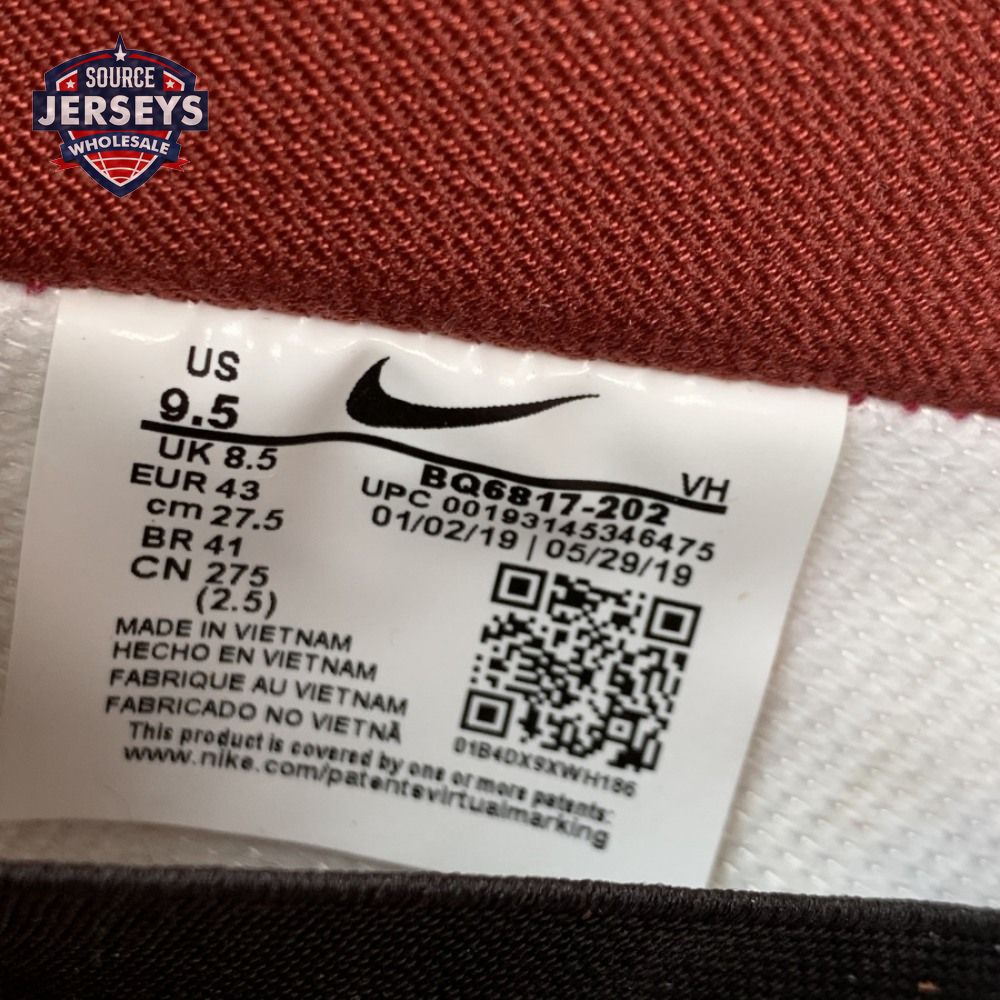 SOURCE
JERSEYS
WHOLESALE
US
9.5
UK 8.5
EUR 43
cm 27.5
BR 41
CN 275
(2.5)
VH
BQ6817-202
UPC 00193145346475
01/02/19 | 05/29/19
01B4DX9XWH186
MADE IN VIETNAM
HECHO EN VIETNAM
FABRIQUE AU VIETNAM
FABRICADO NO VIETNÃ
This product is covered by one or more patents:
www.nike.com/patentsvirtualmarking